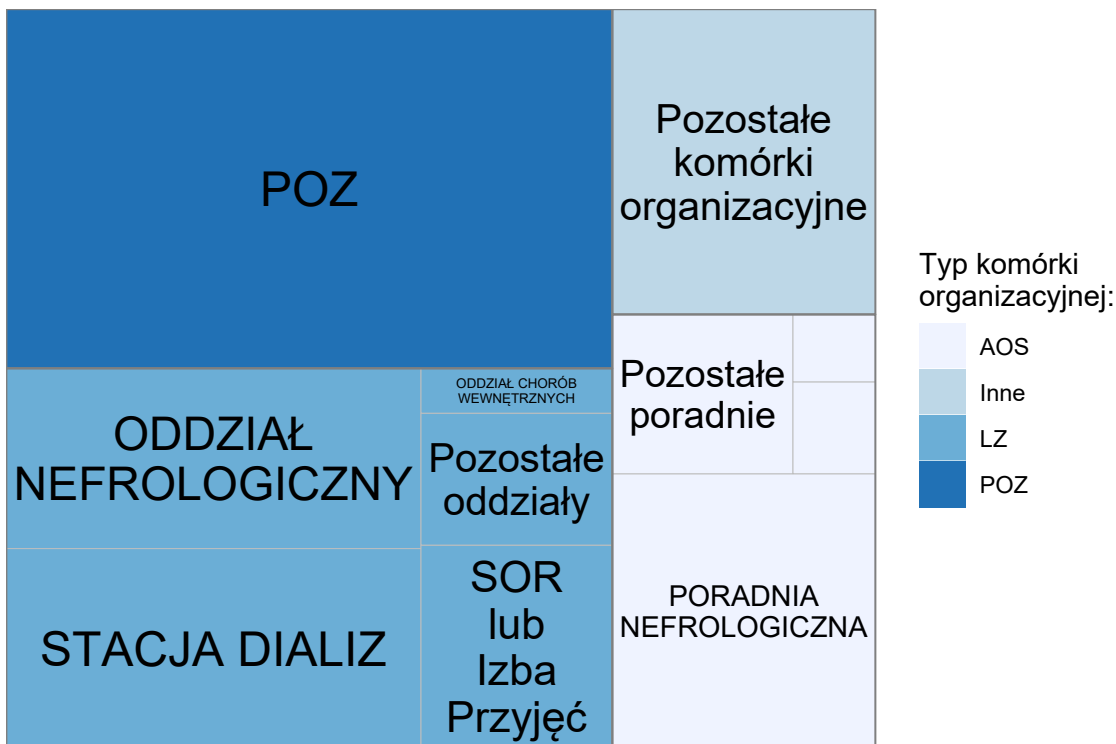 POZ
Pozostałe
komórki
organizacyjne
ODDZIAŁ
NEFROLOGICZNY
ODDZIAŁ CHORÓB
WEWNĘTRZNYCH
Pozostałe
oddziały
STACJA DIALIZ
SOR
lub
Izba
Przyjęć
Pozostałe
poradnie
PORADNIA
NEFROLOGICZNA
Typ komórki
organizacyjnej:
AOS
Inne
LZ
POZ